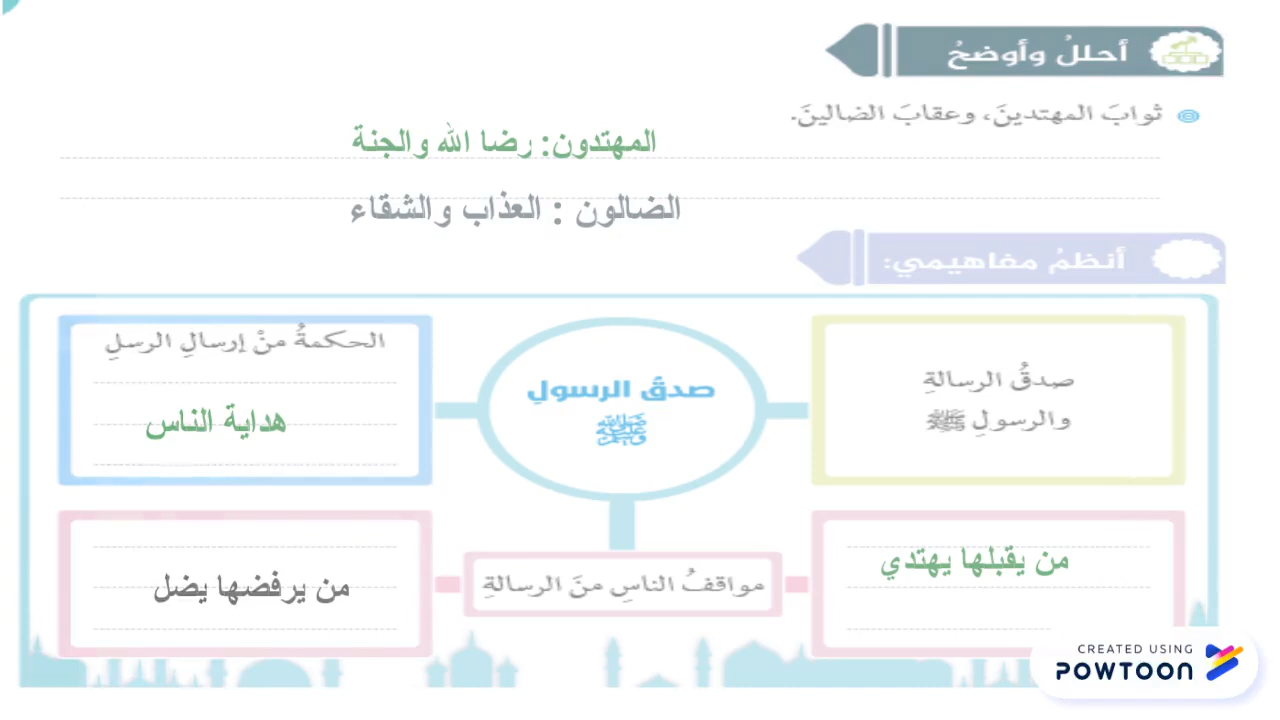 أحللُ وأوضحُ
ثوابَ المهتدينَ، وعقابَ الضالينَ.
المهتدون: رضا الله والجنة
الضالون : العذاب والشقاء
أنظمُ مفاهيمي:
صدقُ الرسالةِ
والرسولِ ﷺ
صدقُ الرسولِ
ﷺ
الحكمةُ منْ إرسالِ الرسلِ
هداية الناس
من يقبلها يهتدي
مواقفُ الناسِ منَ الرسالةِ
من يرفضها يضل
CREATED USING
POWTOON